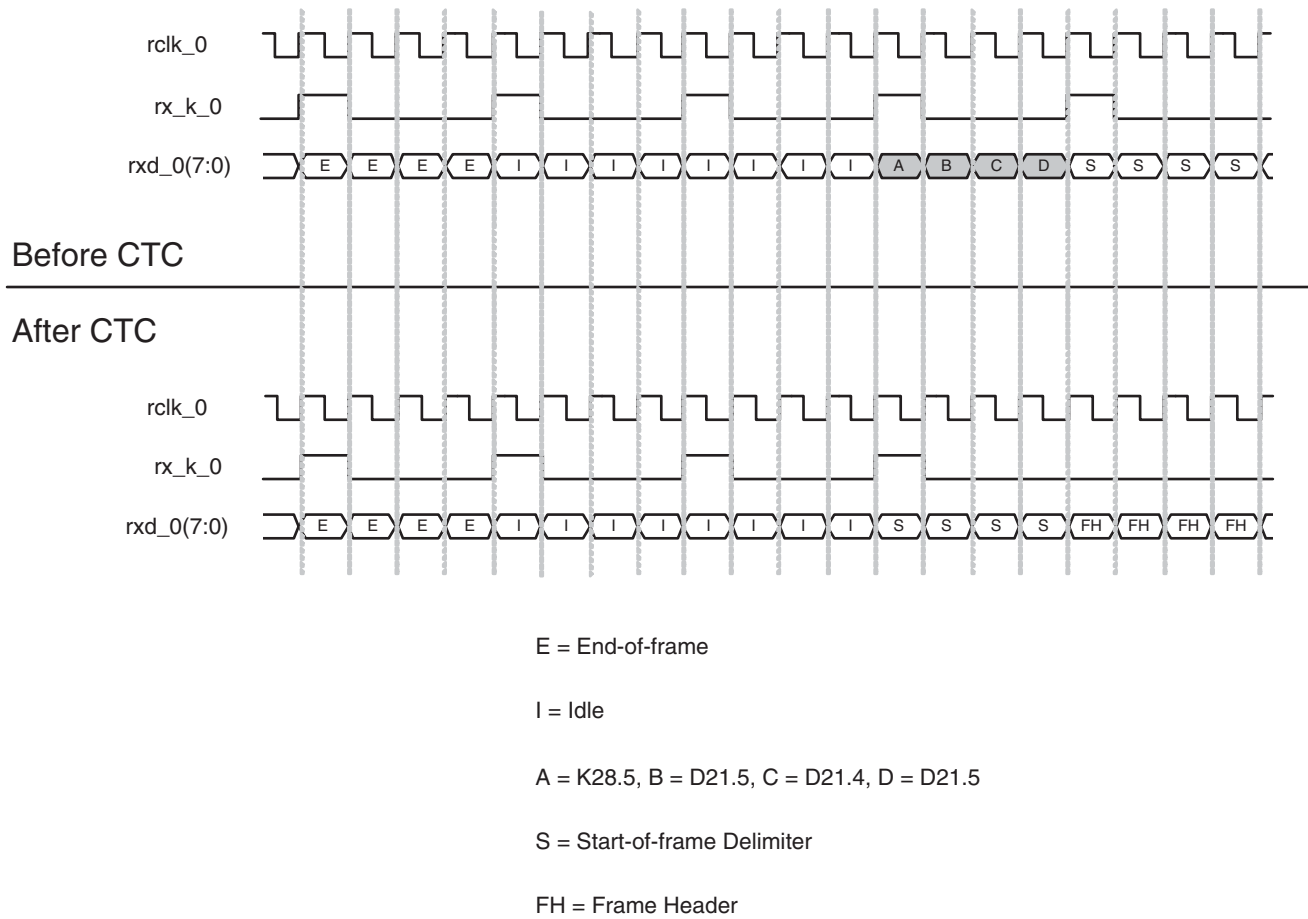 rclk_0
rx_k_0
rxd_0(7:0) E E E E I I I I I I I I A B C D S S S S
Before CTC
After CTC
rclk_0
rx_k_0
rxd_0(7:0) E E E E I I I I I I I I S S S S FH FH FH FH
E = End-of-frame
I = Idle
A = K28.5, B = D21.5, C = D21.4, D = D21.5
S = Start-of-frame Delimiter
FH = Frame Header